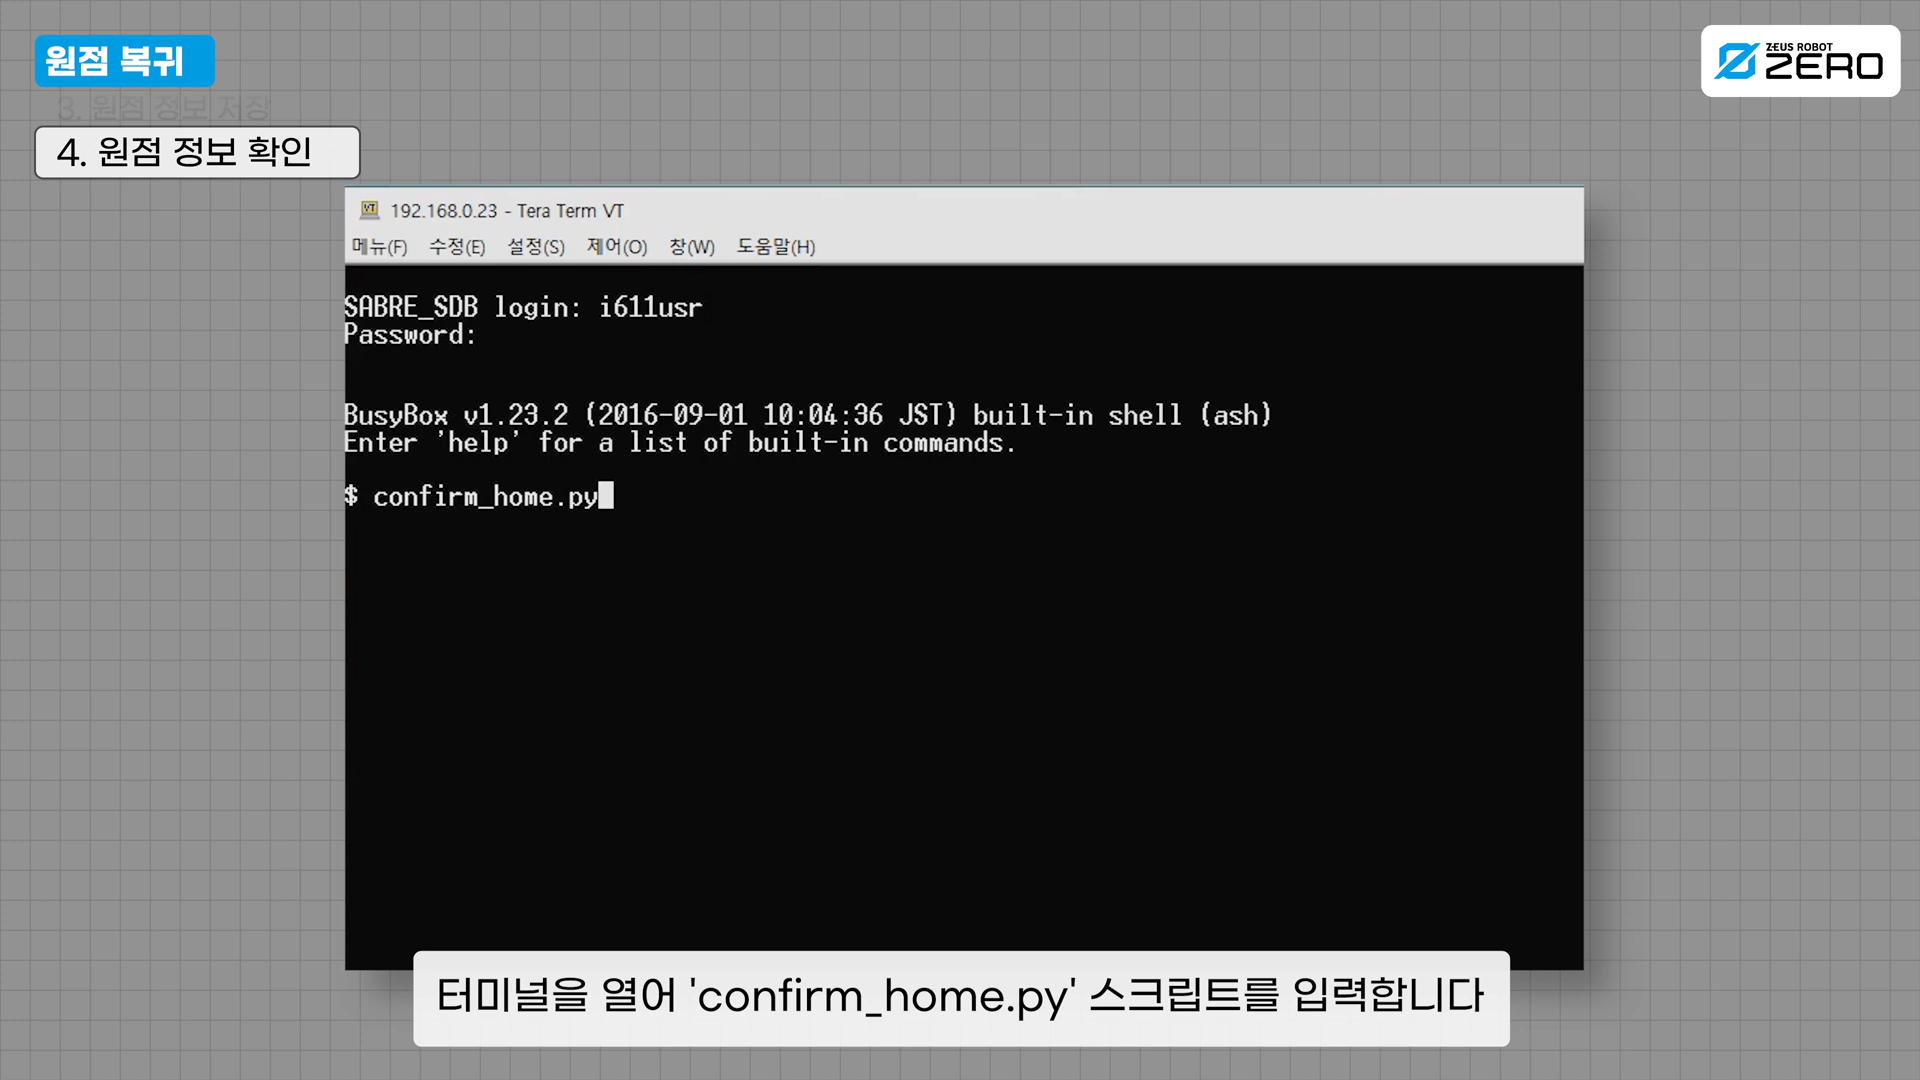 원점 복귀
ZEUS ROBOT
ZERO
3. 원점 정보 저장
4. 원점 정보 확인
192.168.0.23 - Tera Term VT
메뉴(F) 수정(E) 설정(S) 제어(O) 창(W) 도움말(H)
SABRE_SDB login: i611usr
Password:
BusyBox v1.23.2 (2016-09-01 10:04:36 JST) built-in shell (ash)
Enter 'help' for a list of built-in commands.
$ confirm_home.py
터미널을 열어 'confirm_home.py' 스크립트를 입력합니다